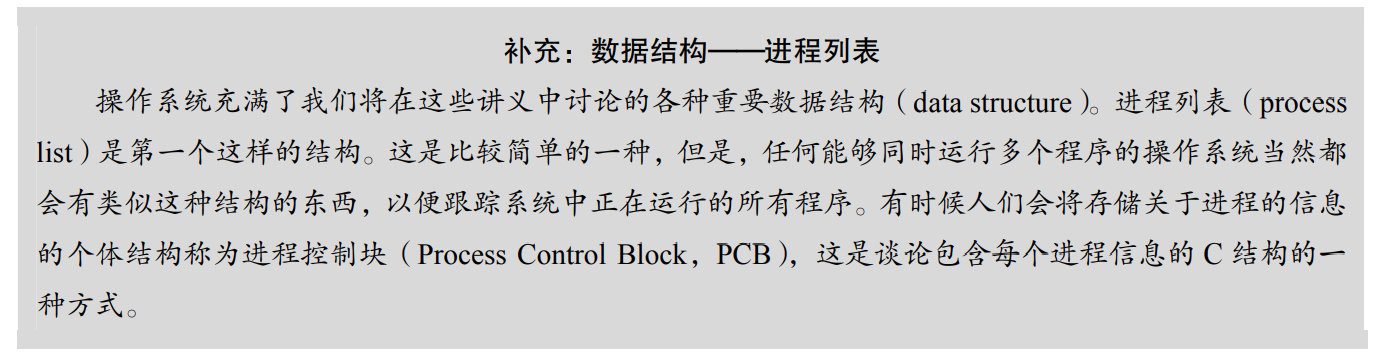 补充：数据结构——进程列表
操作系统充满了我们将在这些讲义中讨论的各种重要数据结构（data structure）。进程列表（process
list）是第一个这样的结构。这是比较简单的一种，但是，任何能够同时运行多个程序的操作系统当然都
会有类似这种结构的东西，以便跟踪系统中正在运行的所有程序。有时候人们会将存储关于进程的信息
的个体结构称为进程控制块（Process Control Block，PCB），这是谈论包含每个进程信息的 C 结构的一
种方式。